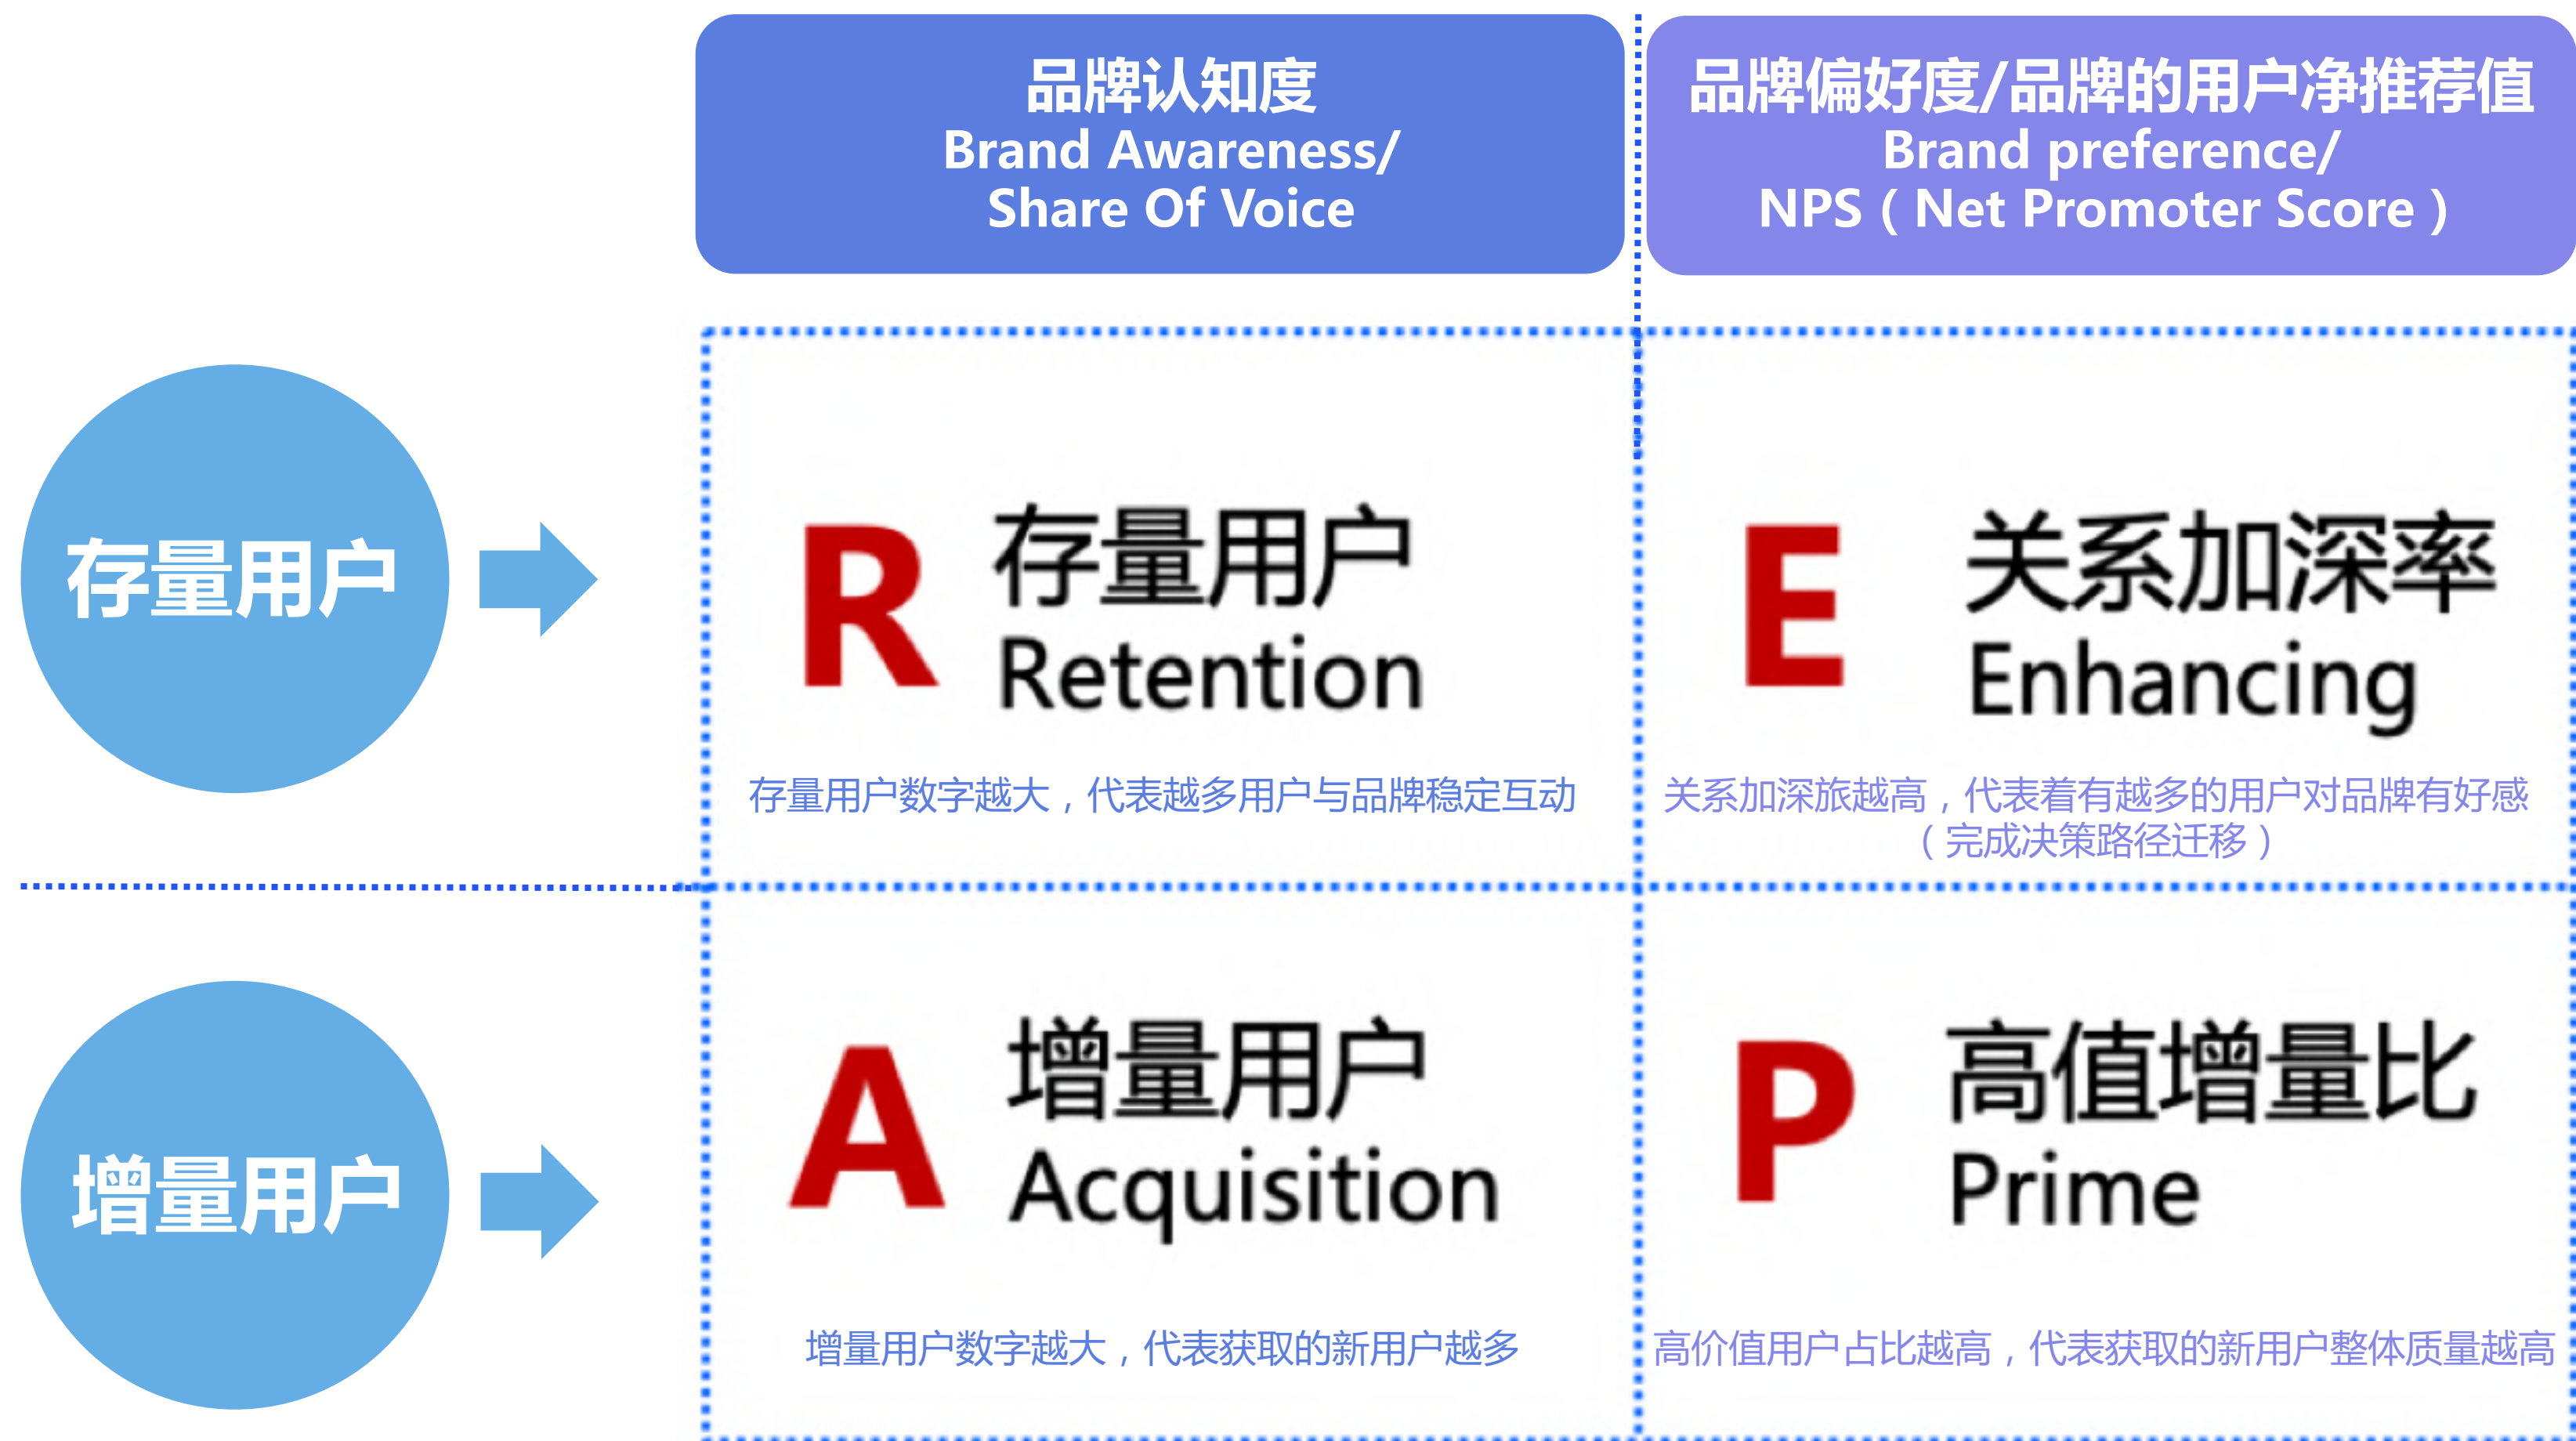 品牌认知度
Brand Awareness/
Share Of Voice
品牌偏好度/品牌的用户净推荐值
Brand preference/
NPS（Net Promoter Score）
存量用户
R
存量用户
Retention
存量用户数字越大，代表越多用户与品牌稳定互动
E
关系加深率
Enhancing
关系加深旅越高，代表着有越多的用户对品牌有好感
（完成决策路径迁移）
增量用户
A
增量用户
Acquisition
增量用户数字越大，代表获取的新用户越多
P
高值增量比
Prime
高价值用户占比越高，代表获取的新用户整体质量越高